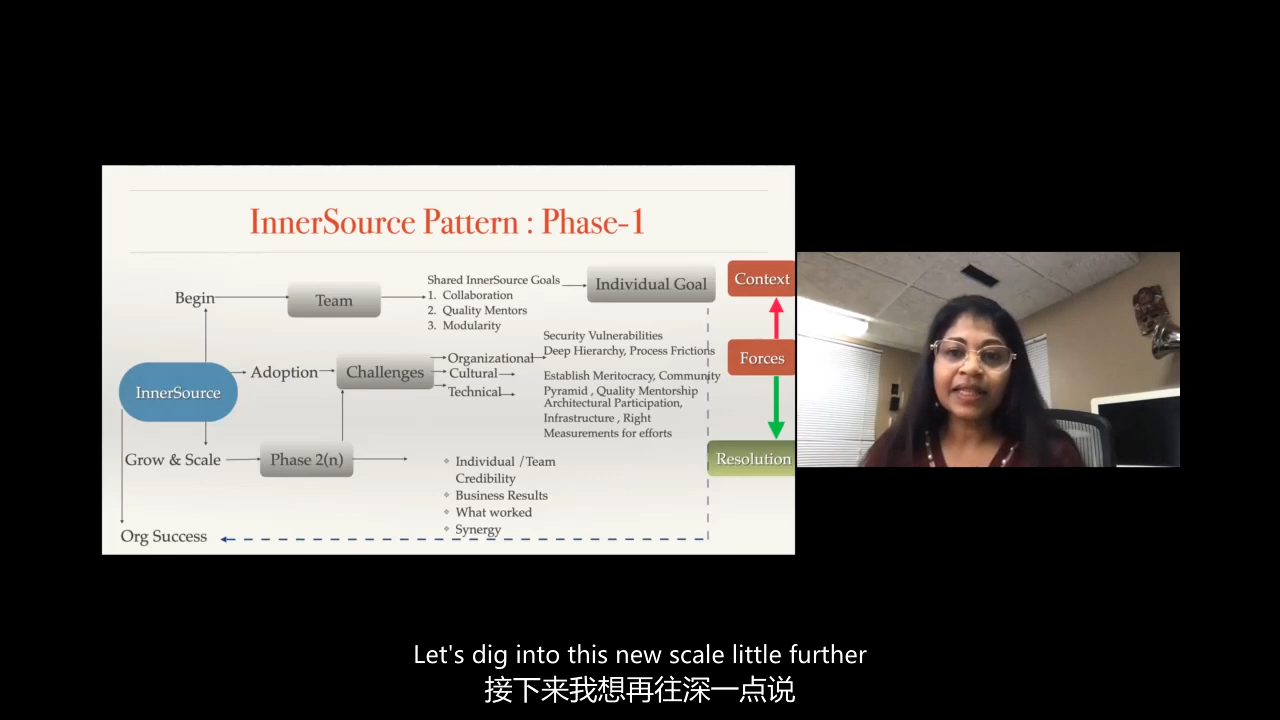 InnerSource Pattern : Phase-1
Begin
Team
Shared InnerSource Goals
1. Collaboration
2. Quality Mentors
3. Modularity
Individual Goal
Context
Forces
Resolution
InnerSource
Adoption
Challenges
Organizational
Cultural
Technical
Security Vulnerabilities
Deep Hierarchy, Process Frictions
Establish Meritocracy, Community
Pyramid , Quality Mentorship
Architectural Participation,
Infrastructure , Right
Measurements for efforts
Grow & Scale
Phase 2(n)
Individual /Team
Credibility
Business Results
What worked
Synergy
Org Success
Let's dig into this new scale little further
接下来我想再往深一点说